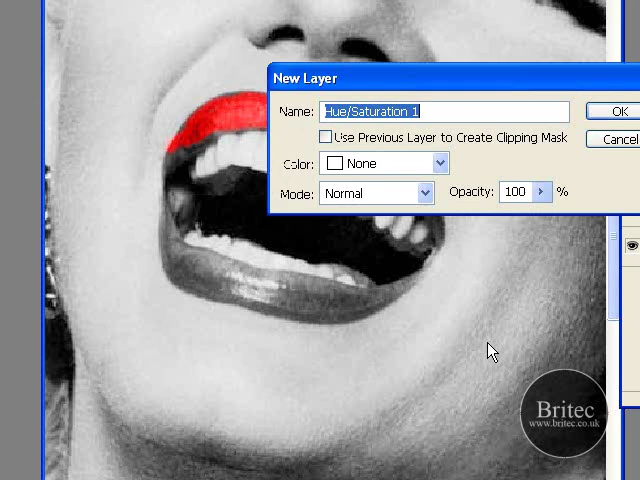 New Layer
Name: Hue/Saturation 1 OK
Use Previous Layer to Create Clipping Mask Cancel
Color: None
Mode: Normal Opacity: 100 %
Britec
www.britec.co.uk